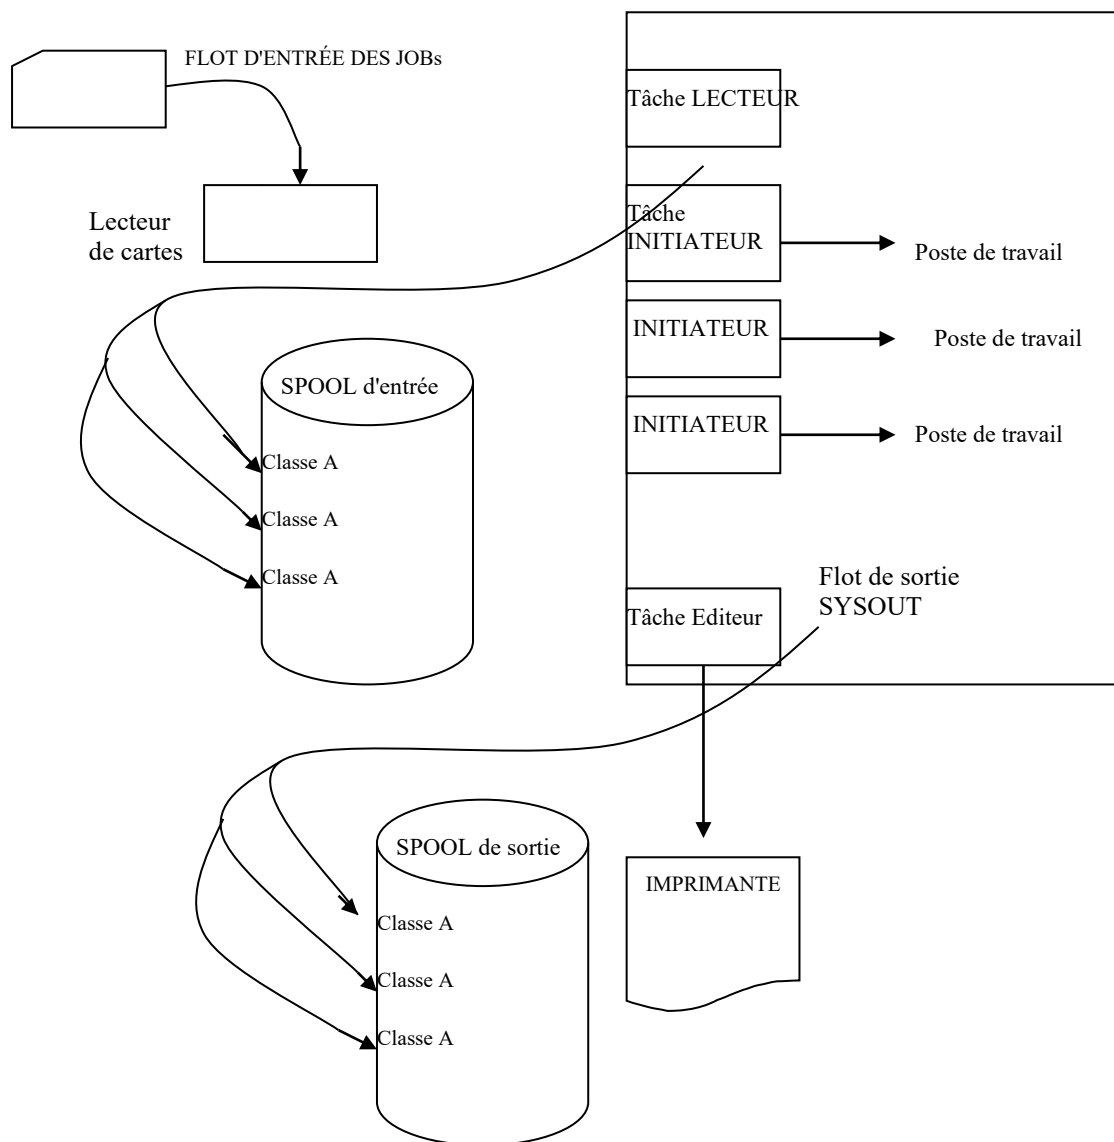 FLOT D'ENTRÉE DES JOBs
Lecteur
de cartes
Tâche LECTEUR
Tâche
INITIATEUR
Poste de travail
INITIATEUR
Poste de travail
INITIATEUR
Poste de travail
SPOOL d'entrée
Classe A
Classe A
Classe A
Flot de sortie
SYSOUT
Tâche Editeur
SPOOL de sortie
Classe A
Classe A
Classe A
IMPRIMANTE